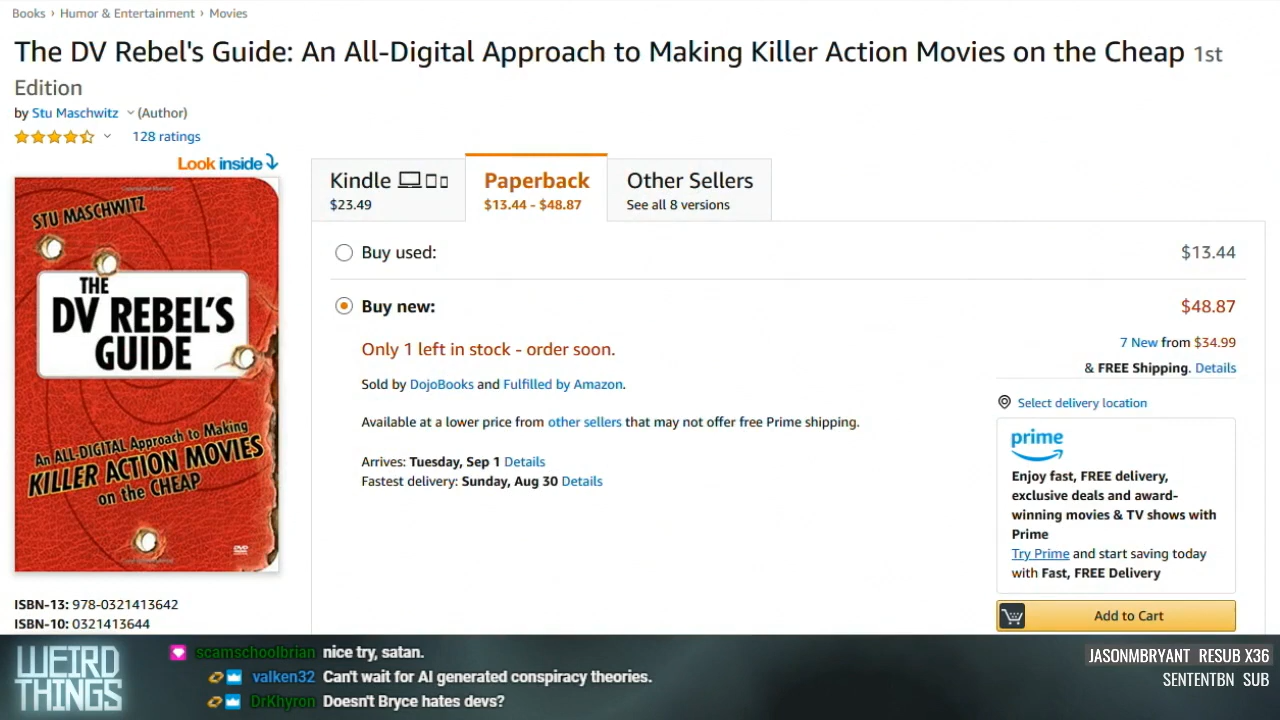 Books › Humor & Entertainment › Movies
The DV Rebel's Guide: An All-Digital Approach to Making Killer Action Movies on the Cheap 1st
Edition
by Stu Maschwitz (Author)
128 ratings
Look inside
Kindle
$23.49
Paperback
$13.44 - $48.87
Other Sellers
See all 8 versions
STU MASCHWITZ
THE
DV REBEL'S
GUIDE
An ALL-DIGITAL Approach to Making
KILLER ACTION MOVIES
on the CHEAP
DVD
ISBN-13: 978-0321413642
ISBN-10: 0321413644
Buy used: $13.44
Buy new: $48.87
Only 1 left in stock - order soon.
Sold by DojoBooks and Fulfilled by Amazon.
Available at a lower price from other sellers that may not offer free Prime shipping.
Arrives: Tuesday, Sep 1 Details
Fastest delivery: Sunday, Aug 30 Details
7 New from $34.99
& FREE Shipping. Details
Select delivery location
prime
Enjoy fast, FREE delivery,
exclusive deals and award-
winning movies & TV shows with
Prime
Try Prime and start saving today
with Fast, FREE Delivery
Add to Cart
WEIRD
THINGS
scamschoolbrian nice try, satan.
valken32 Can't wait for AI generated conspiracy theories.
DrKhyron Doesn't Bryce hates devs?
JASONMBRYANT RESUB X36
SENTENTBN SUB